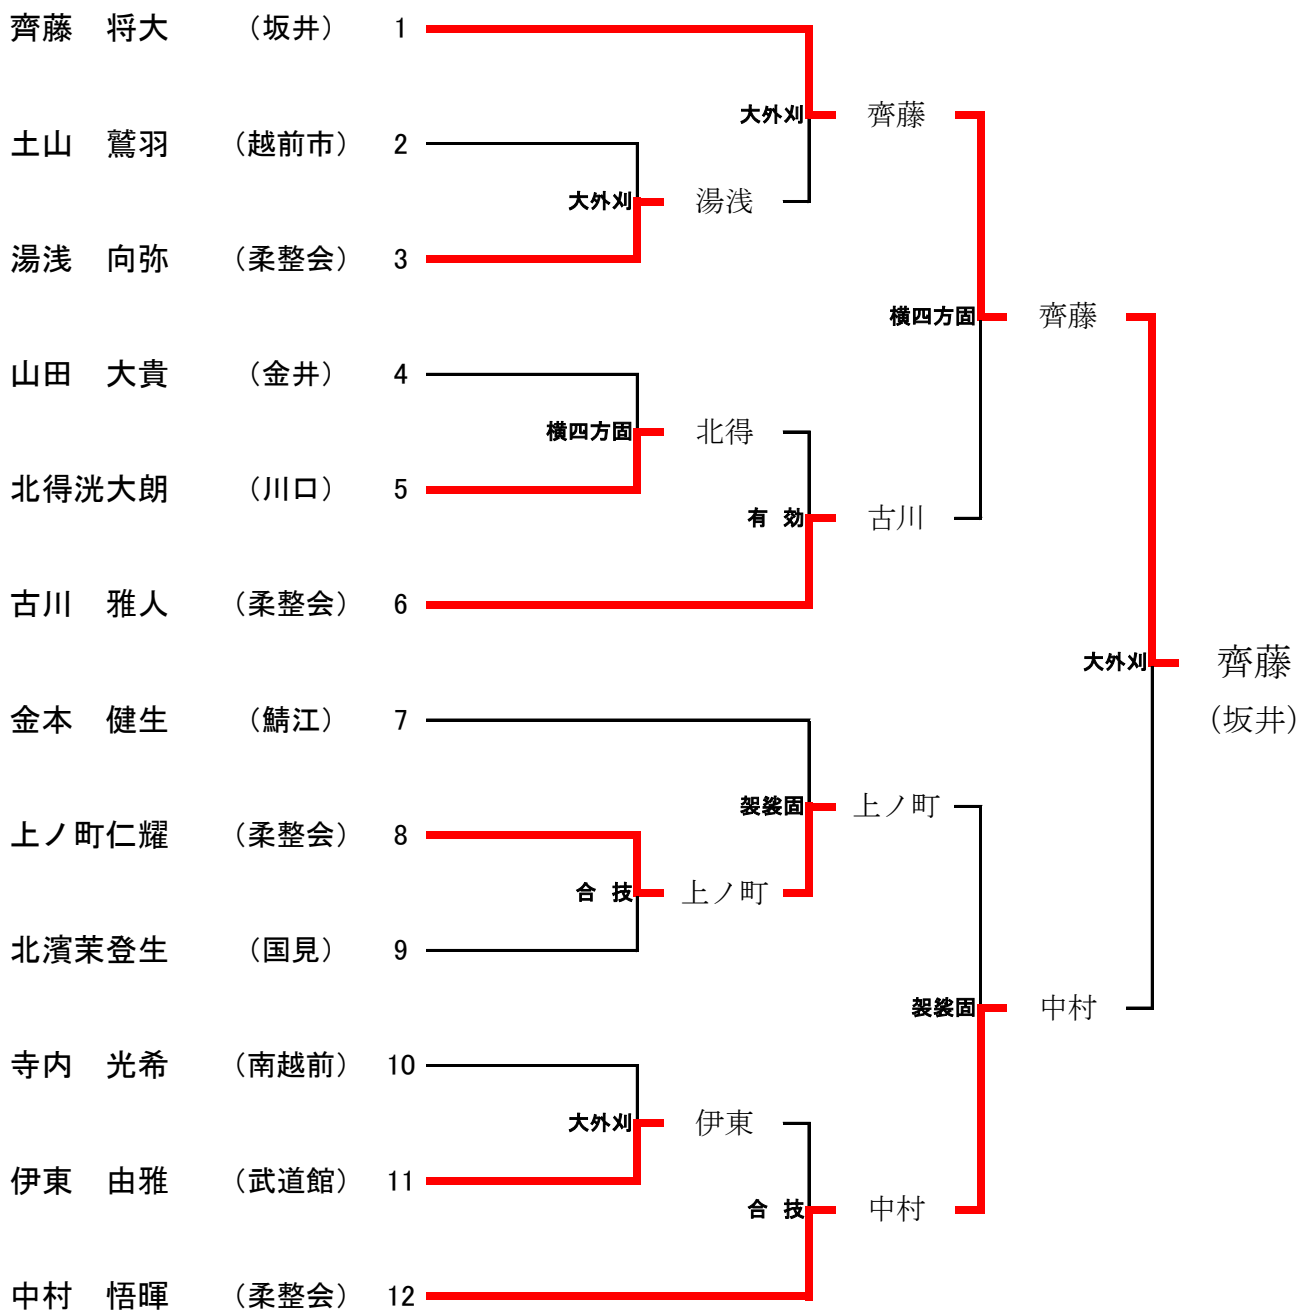 齊藤　将大　（坂井）　1
大外刈　齊藤
土山　鷲羽　（越前市）　2
大外刈　湯浅
湯浅　向弥　（柔整会）　3
横四方固　齊藤
山田　大貴　（金井）　4
横四方固　北得
北得洸大朗　（川口）　5
有 効　古川
古川　雅人　（柔整会）　6
大外刈　齊藤
（坂井）
金本　健生　（鯖江）　7
袈裟固　上ノ町
上ノ町仁耀　（柔整会）　8
合 技　上ノ町
北濱茉登生　（国見）　9
袈裟固　中村
寺内　光希　（南越前）　10
大外刈　伊東
伊東　由雅　（武道館）　11
合 技　中村
中村　悟暉　（柔整会）　12